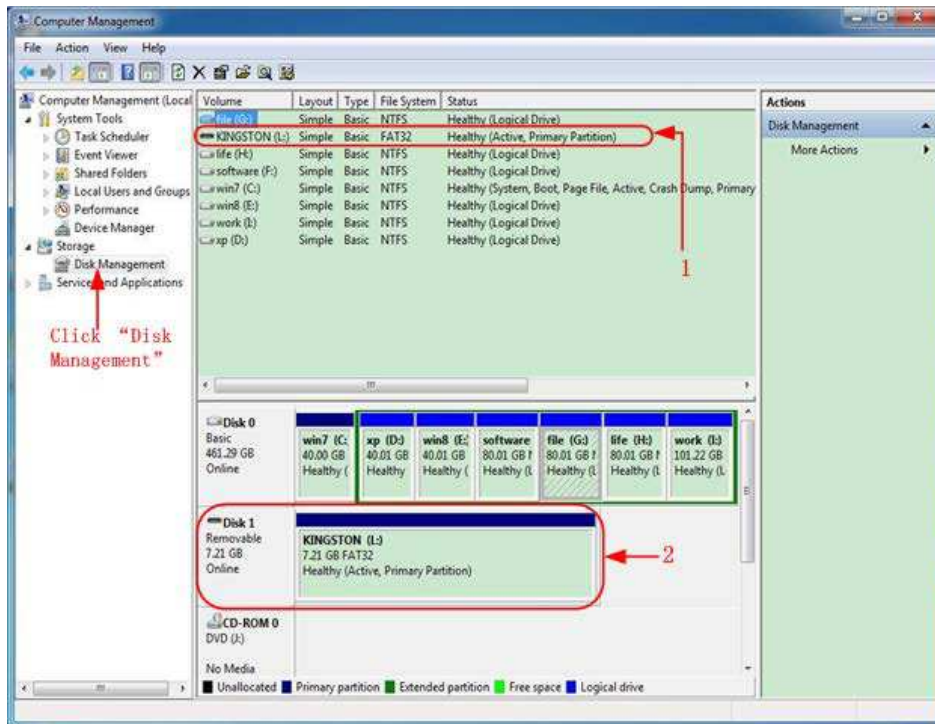 Computer Management
File Action View Help
Computer Management (Local
System Tools
Task Scheduler
Event Viewer
Shared Folders
Local Users and Groups
Performance
Device Manager
Storage
Disk Management
Services and Applications
Click “Disk
Management”
Volume Layout Type File System Status
file (G:) Simple Basic NTFS Healthy (Logical Drive)
KINGSTON (L:) Simple Basic FAT32 Healthy (Active, Primary Partition)
life (H:) Simple Basic NTFS Healthy (Logical Drive)
software (F:) Simple Basic NTFS Healthy (Logical Drive)
win7 (C:) Simple Basic NTFS Healthy (System, Boot, Page File, Active, Crash Dump, Primary
win8 (E:) Simple Basic NTFS Healthy (Logical Drive)
work (I:) Simple Basic NTFS Healthy (Logical Drive)
xp (D:) Simple Basic NTFS Healthy (Logical Drive)
1
Actions
Disk Management
More Actions
Disk 0
Basic
461.29 GB
Online
win7 (C:
40.00 GB
Healthy (
xp (D:)
40.01 GB
Healthy
win8 (E:
40.01 GB
Healthy (
software
80.01 GB
Healthy (L
file (G:)
80.01 GB
Healthy (L
life (H:)
80.01 GB
Healthy (L
work (I:)
101.22 GB
Healthy (L
Disk 1
Removable
7.21 GB
Online
KINGSTON (L:)
7.21 GB FAT32
Healthy (Active, Primary Partition)
2
CD-ROM 0
DVD (J:)
No Media
Unallocated Primary partition Extended partition Free space Logical drive